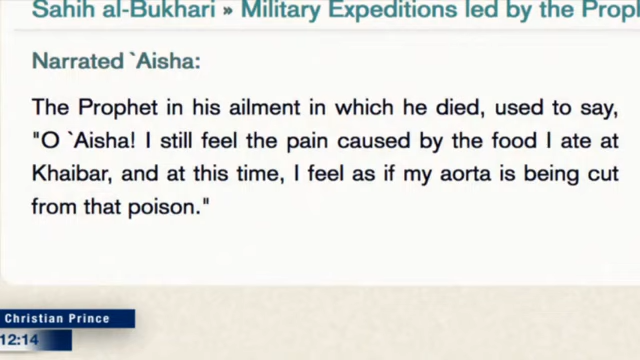 Sahih al-Bukhari » Military Expeditions led by the Prop
Narrated `Aisha:
The Prophet in his ailment in which he died, used to say,
"O `Aisha! I still feel the pain caused by the food I ate at
Khaibar, and at this time, I feel as if my aorta is being cut
from that poison."
Christian Prince
12:14